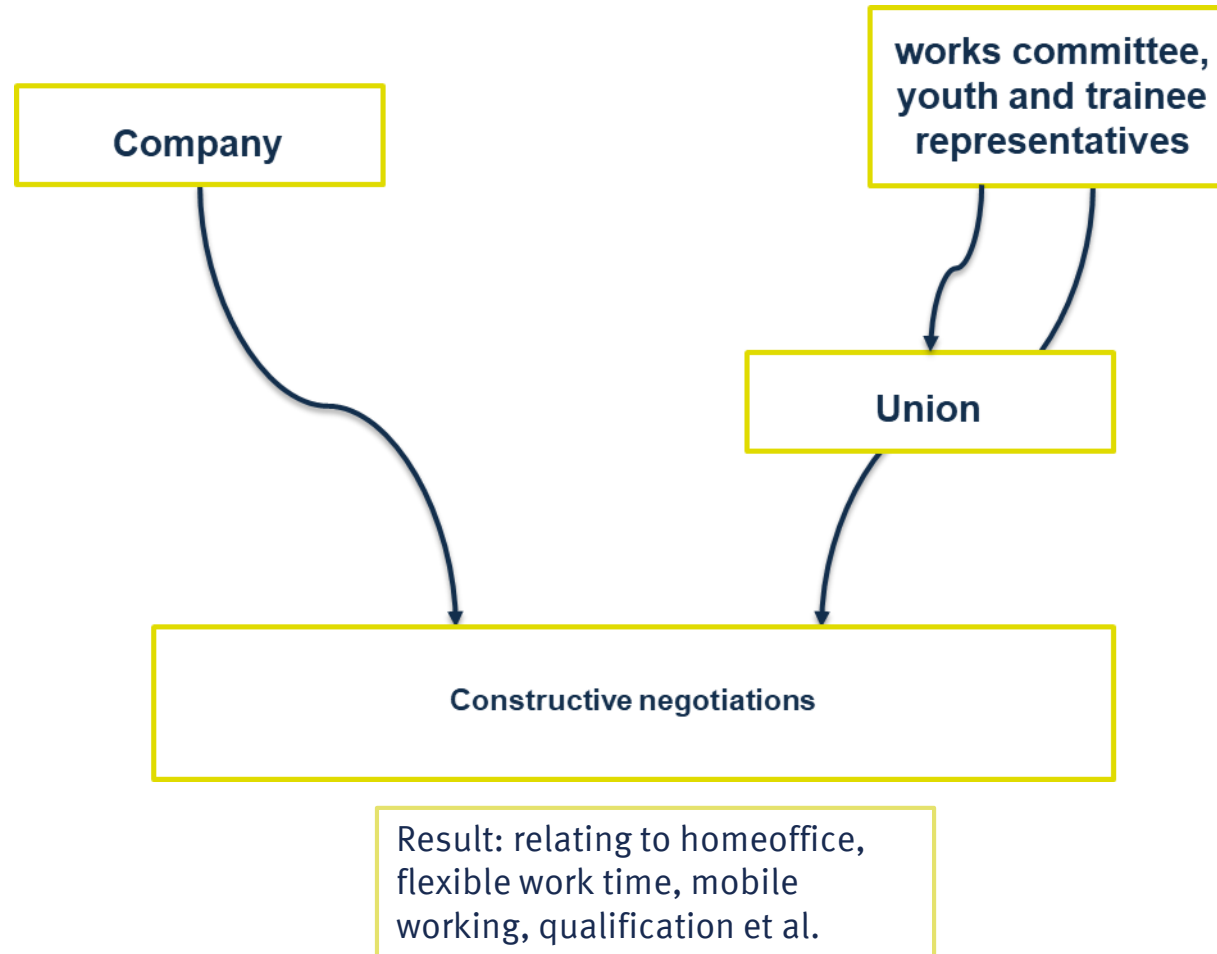 works committee,
youth and trainee
representatives
Company
Union
Constructive negotiations
Result: relating to homeoffice,
flexible work time, mobile
working, qualification et al.